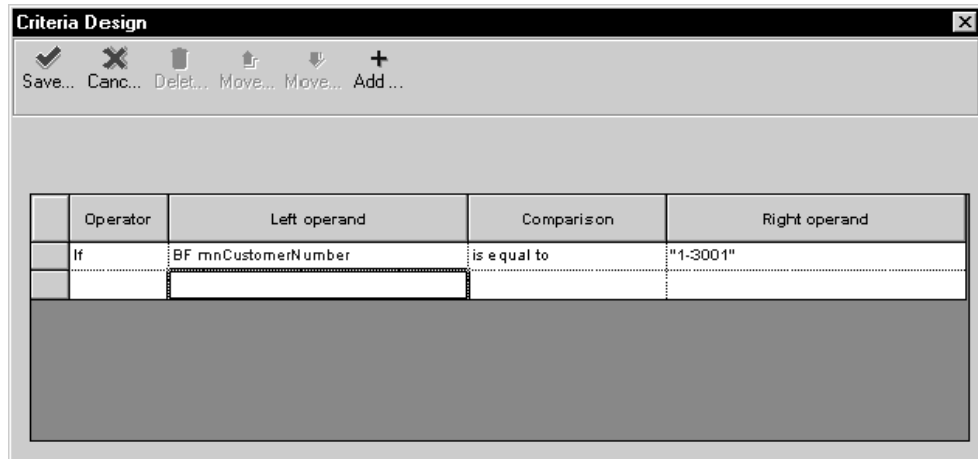 Criteria Design
Save... Canc... Delet... Move... Move... Add ...
Operator Left operand Comparison Right operand
If BF mnCustomerNumber is equal to "1-3001"